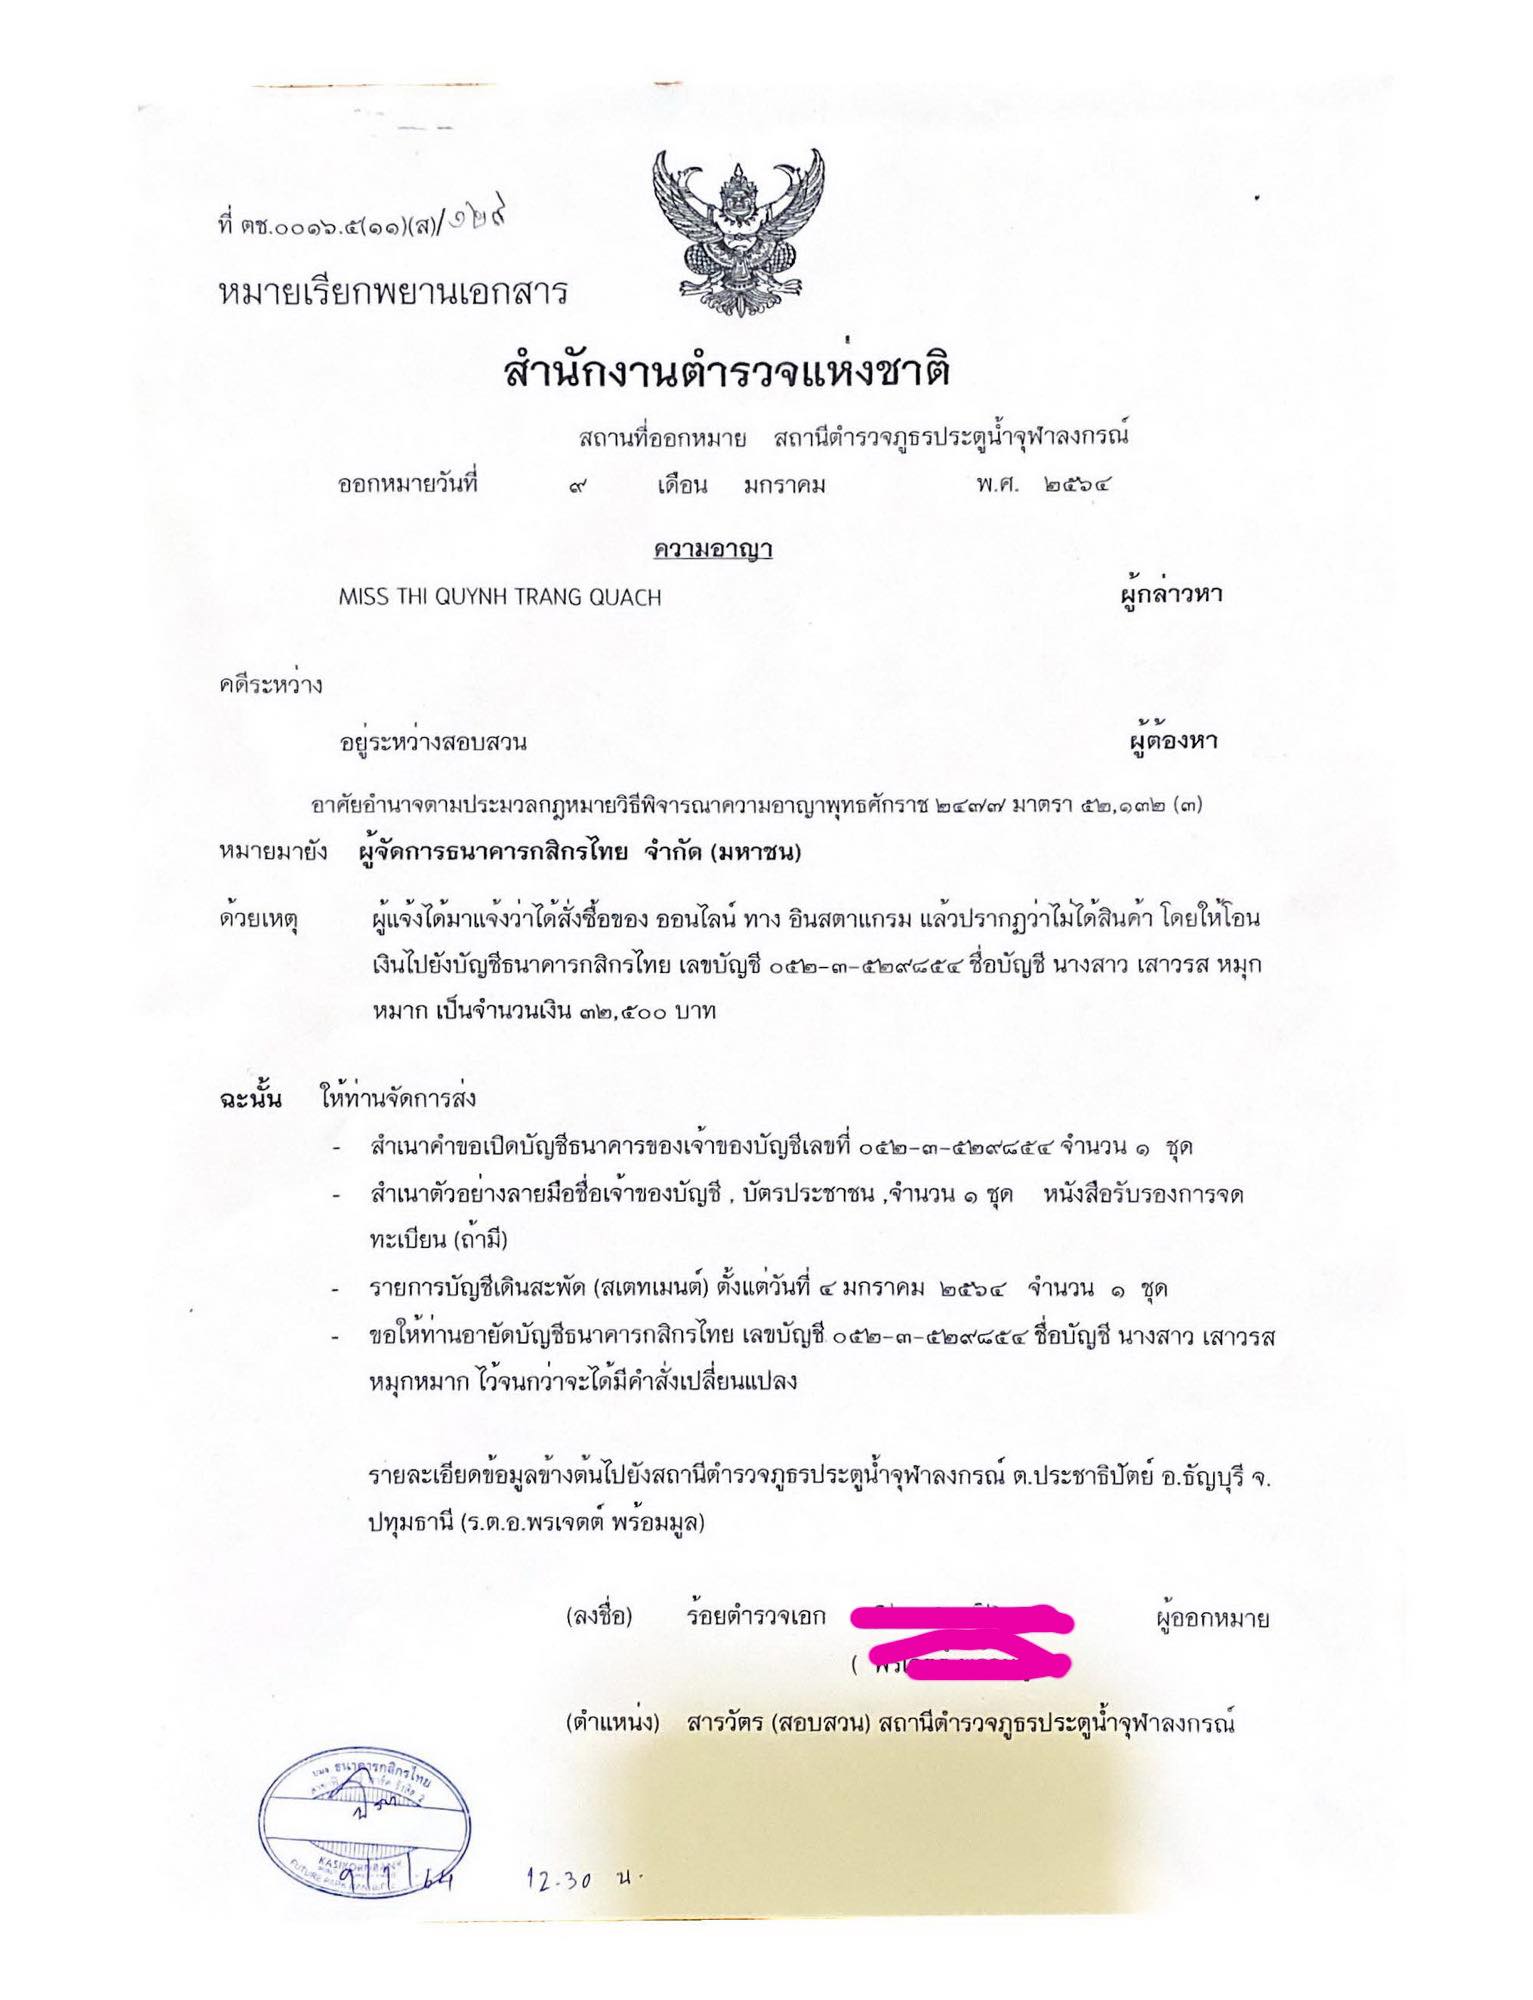 ที่ ตช.๐๐๑๖.๕(๑๑)(ส)/๑๒๙
หมายเรียกพยานเอกสาร
สำนักงานตำรวจแห่งชาติ
สถานที่ออกหมาย สถานีตำรวจภูธรประตูน้ำจุฬาลงกรณ์
ออกหมายวันที่ ๙ เดือน มกราคม พ.ศ. ๒๕๖๔
ความอาญา
MISS THI QUYNH TRANG QUACH ผู้กล่าวหา
คดีระหว่าง
อยู่ระหว่างสอบสวน ผู้ต้องหา
อาศัยอำนาจตามประมวลกฎหมายวิธีพิจารณาความอาญาพุทธศักราช ๒๔๗๗ มาตรา ๕๒,๑๓๒ (๓)
หมายมายัง ผู้จัดการธนาคารกสิกรไทย จำกัด (มหาชน)
ด้วยเหตุ ผู้แจ้งได้มาแจ้งว่าได้สั่งซื้อของ ออนไลน์ ทาง อินสตาแกรม แล้วปรากฏว่าไม่ได้สินค้า โดยให้โอน
เงินไปยังบัญชีธนาคารกสิกรไทย เลขบัญชี ๐๕๒-๓-๕๒๙๘๕๔ ชื่อบัญชี นางสาว เสาวรส หมุก
หมาก เป็นจำนวนเงิน ๓๒,๕๐๐ บาท
ฉะนั้น ให้ท่านจัดการส่ง
- สำเนาคำขอเปิดบัญชีธนาคารของเจ้าของบัญชีเลขที่ ๐๕๒-๓-๕๒๙๘๕๔ จำนวน ๑ ชุด
- สำเนาตัวอย่างลายมือชื่อเจ้าของบัญชี , บัตรประชาชน ,จำนวน ๑ ชุด หนังสือรับรองการจด
ทะเบียน (ถ้ามี)
- รายการบัญชีเดินสะพัด (สเตทเมนต์) ตั้งแต่วันที่ ๔ มกราคม ๒๕๖๔ จำนวน ๑ ชุด
- ขอให้ท่านอายัดบัญชีธนาคารกสิกรไทย เลขบัญชี ๐๕๒-๓-๕๒๙๘๕๔ ชื่อบัญชี นางสาว เสาวรส
หมุกหมาก ไว้จนกว่าจะได้มีคำสั่งเปลี่ยนแปลง
รายละเอียดข้อมูลข้างต้นไปยังสถานีตำรวจภูธรประตูน้ำจุฬาลงกรณ์ ต.ประชาธิปัตย์ อ.ธัญบุรี จ.
ปทุมธานี (ร.ต.อ.พรเจตต์ พร้อมมูล)
(ลงชื่อ) ร้อยตำรวจเอก ผู้ออกหมาย
(
(ตำแหน่ง) สารวัตร (สอบสวน) สถานีตำรวจภูธรประตูน้ำจุฬาลงกรณ์
บมจ. ธนาคารกสิกรไทย
KASIKORNBANK
FUTURE PARK
9/1/64 12.30 น.